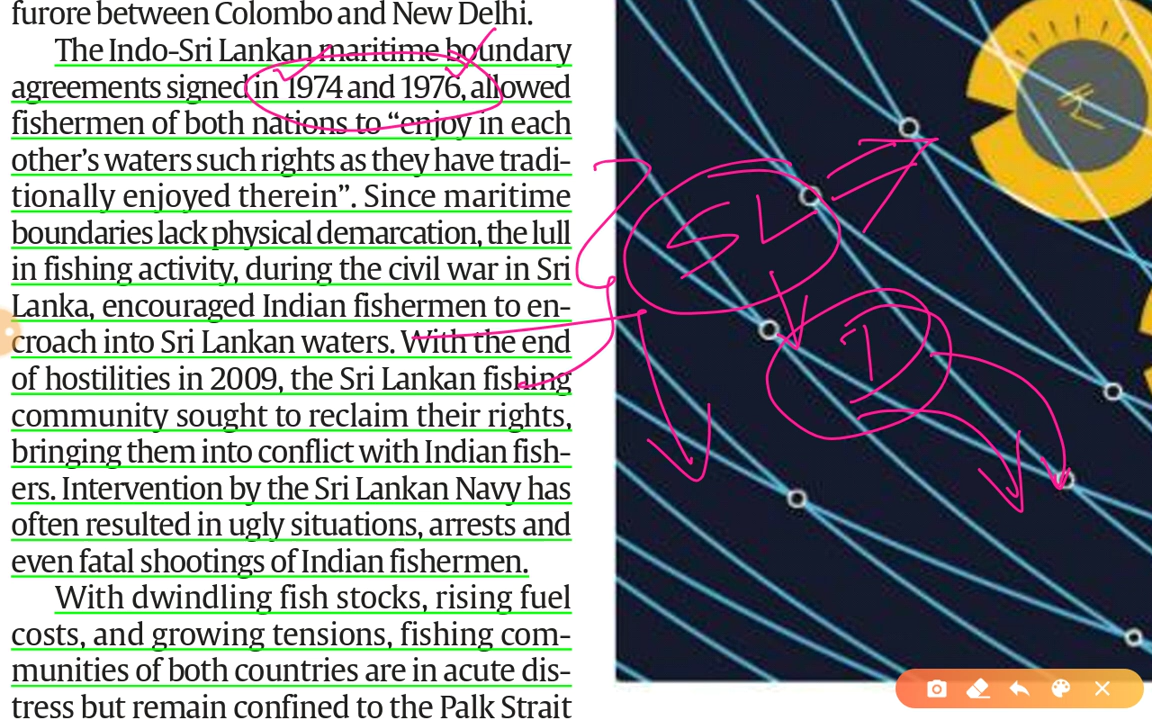 furore between Colombo and New Delhi.
The Indo-Sri Lankan maritime boundary
agreements signed in 1974 and 1976, allowed
fishermen of both nations to “enjoy in each
other’s waters such rights as they have tradi-
tionally enjoyed therein”. Since maritime
boundaries lack physical demarcation, the lull
in fishing activity, during the civil war in Sri
Lanka, encouraged Indian fishermen to en-
croach into Sri Lankan waters. With the end
of hostilities in 2009, the Sri Lankan fishing
community sought to reclaim their rights,
bringing them into conflict with Indian fish-
ers. Intervention by the Sri Lankan Navy has
often resulted in ugly situations, arrests and
even fatal shootings of Indian fishermen.
With dwindling fish stocks, rising fuel
costs, and growing tensions, fishing com-
munities of both countries are in acute dis-
tress but remain confined to the Palk Strait
₹
SL
I